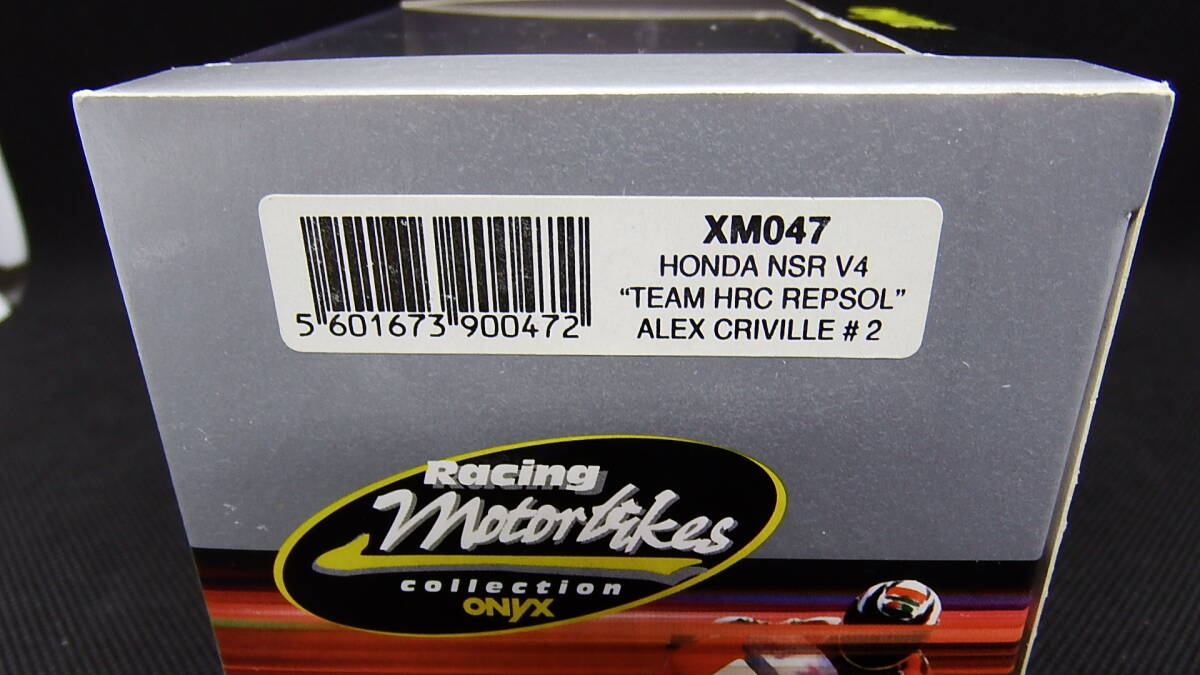 XM047
HONDA NSR V4
“TEAM HRC REPSOL”
ALEX CRIVILLE # 2
5 601673 900472
Racing
Motorbikes
collection
ONYX